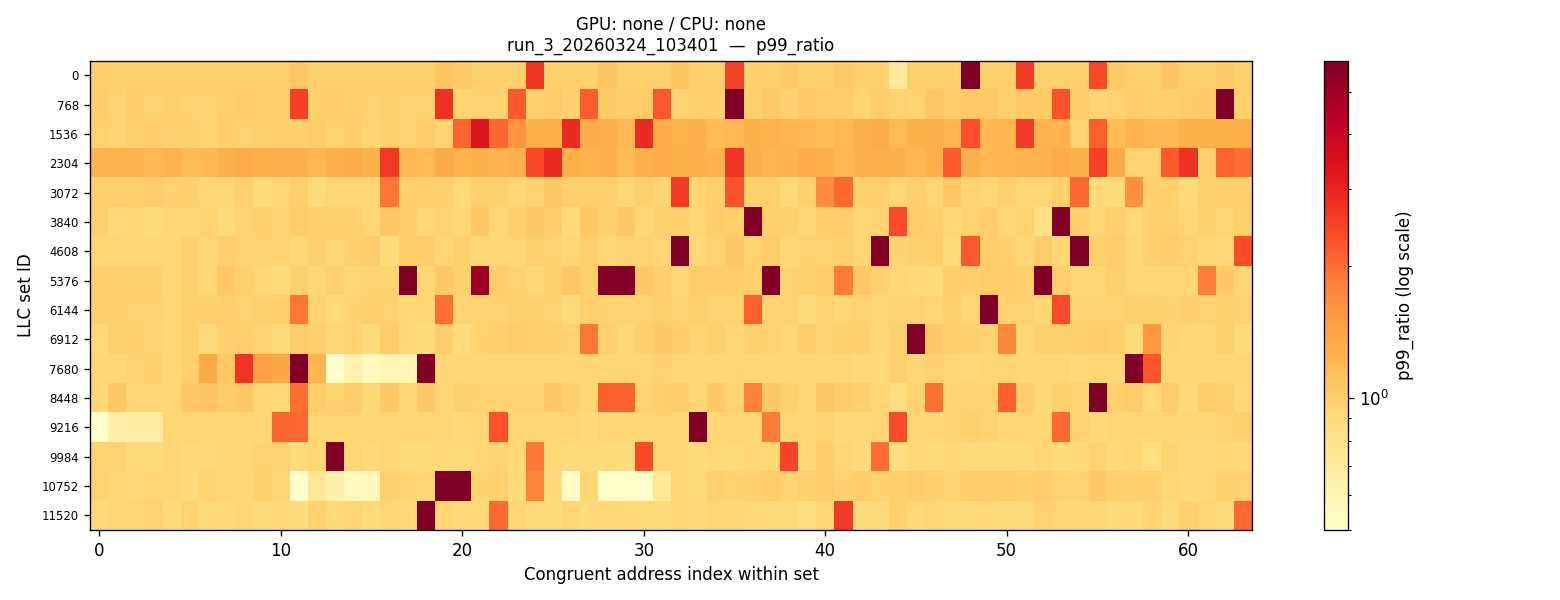 GPU: none / CPU: none
run_3_20260324_103401 — p99_ratio
LLC set ID
0
768
1536
2304
3072
3840
4608
5376
6144
6912
7680
8448
9216
9984
10752
11520
0 10 20 30 40 50 60
Congruent address index within set
10⁰
p99_ratio (log scale)